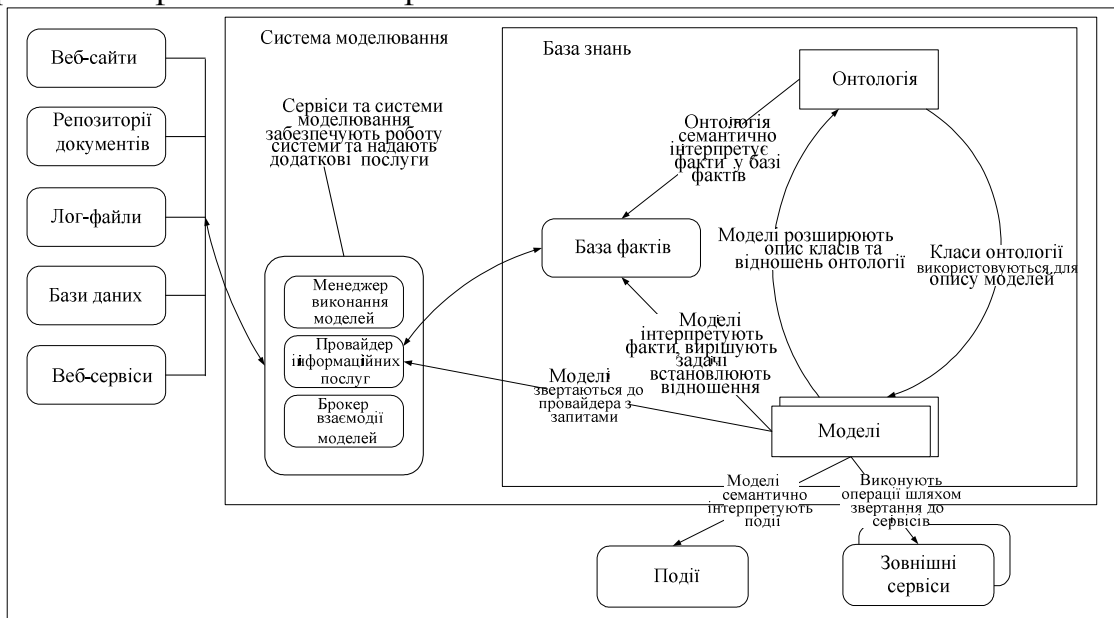 Веб-сайти
Репозиторії
документів
Лог-файли
Бази даних
Веб-сервіси
Система моделювання
Сервіси та системи
моделювання
забезпечують роботу
системи та надають
додаткові послуги
Менеджер
виконання
моделей
Провайдер
інформаційних
послуг
Брокер
взаємодії
моделей
База знань
Онтологія
Онтологія
семантично
інтерпретує
факти у базі
фактів
База фактів
Моделі розширюють
опис класів та
відношень онтології
Класи онтології
використовуються для
опису моделей
Моделі
інтерпретують
факти, вирішують
задачі
встановлюють
відношення
Моделі
звертаються до
провайдера з
запитами
Моделі
Моделі
семантично
інтерпретують
події
Виконують
операції шляхом
звертання до
сервісів
Події
Зовнішні
сервіси